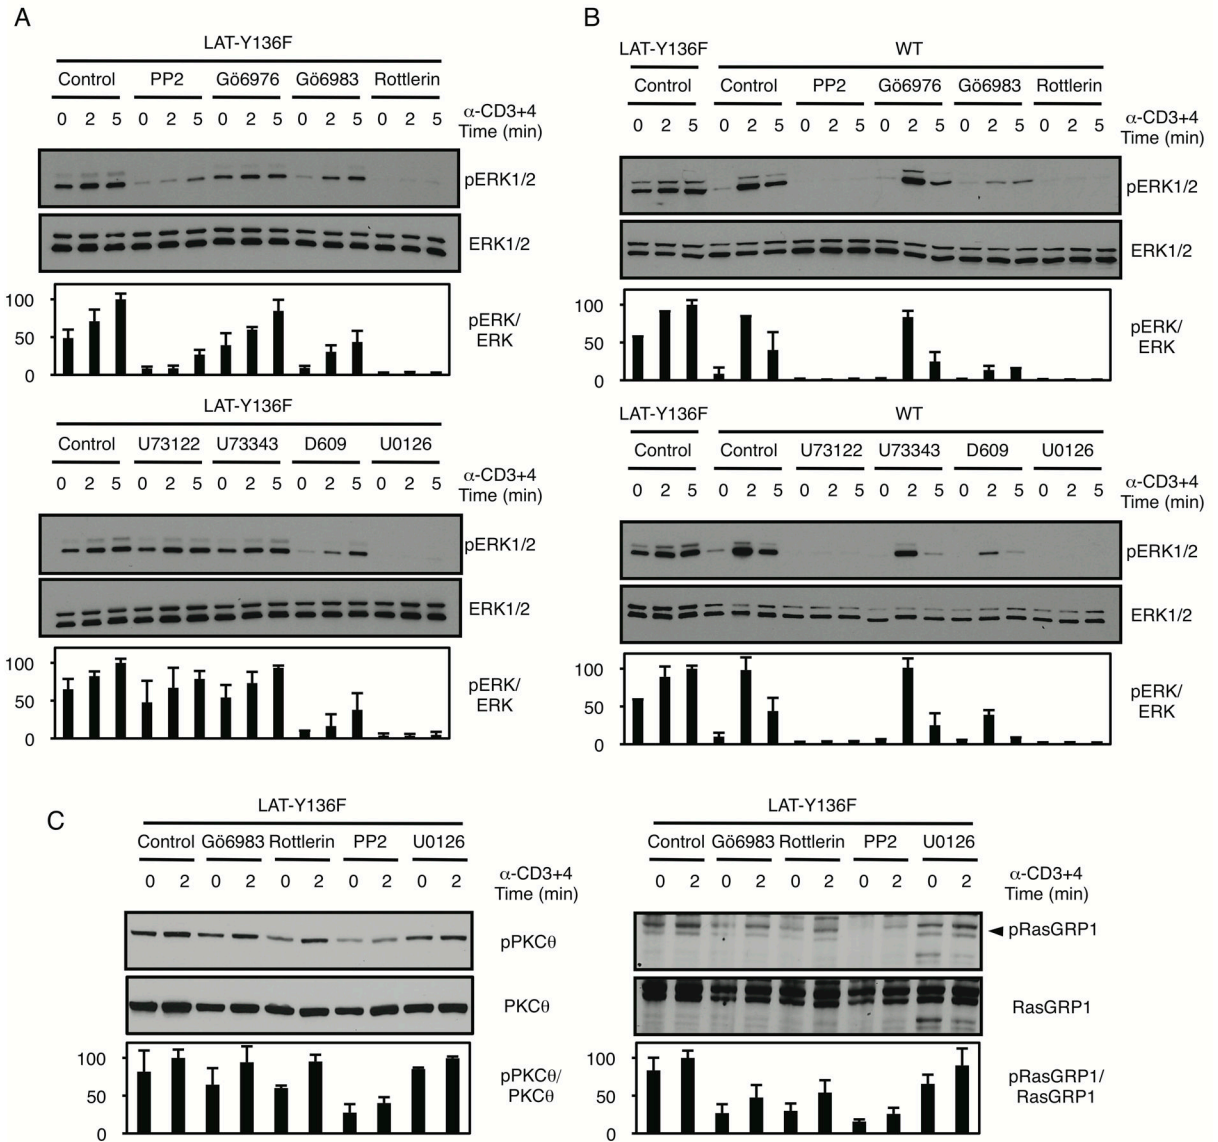 A
LAT-Y136F
Control PP2 Gö6976 Gö6983 Rottlerin
0 2 5 0 2 5 0 2 5 0 2 5 0 2 5
α-CD3+4
Time (min)
pERK1/2
ERK1/2
100
50
0
pERK/
ERK
LAT-Y136F
Control U73122 U73343 D609 U0126
0 2 5 0 2 5 0 2 5 0 2 5 0 2 5
α-CD3+4
Time (min)
pERK1/2
ERK1/2
100
50
0
pERK/
ERK
B
LAT-Y136F WT
Control Control PP2 Gö6976 Gö6983 Rottlerin
0 2 5 0 2 5 0 2 5 0 2 5 0 2 5 0 2 5
α-CD3+4
Time (min)
pERK1/2
ERK1/2
100
50
0
pERK/
ERK
LAT-Y136F WT
Control Control U73122 U73343 D609 U0126
0 2 5 0 2 5 0 2 5 0 2 5 0 2 5 0 2 5
α-CD3+4
Time (min)
pERK1/2
ERK1/2
100
50
0
pERK/
ERK
C
LAT-Y136F
Control Gö6983 Rottlerin PP2 U0126
0 2 0 2 0 2 0 2 0 2
α-CD3+4
Time (min)
pPKCθ
PKCθ
100
50
0
pPKCθ/
PKCθ
LAT-Y136F
Control Gö6983 Rottlerin PP2 U0126
0 2 0 2 0 2 0 2 0 2
α-CD3+4
Time (min)
pRasGRP1
RasGRP1
100
50
0
pRasGRP1/
RasGRP1